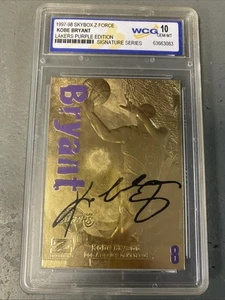 1997-98 SKYBOX Z FORCE
KOBE BRYANT
LAKERS PURPLE EDITION
SIGNATURE SERIES
WCG
10
GEM-MT
63663083
Bryant
KOBE BRYANT
8